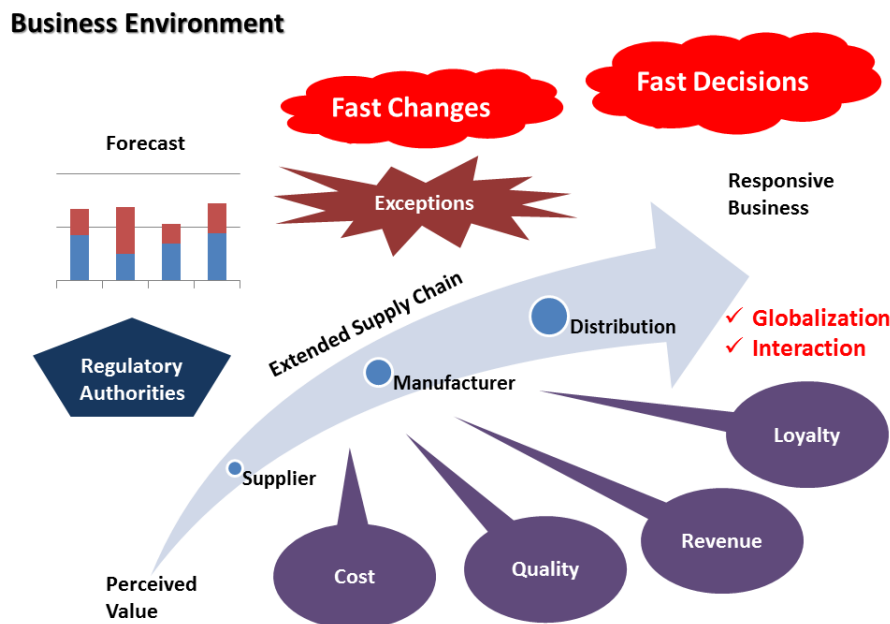 Business Environment
Fast Changes
Fast Decisions
Forecast
Exceptions
Responsive
Business
Extended Supply Chain
Distribution
✓ Globalization
✓ Interaction
Regulatory
Authorities
Manufacturer
Loyalty
Supplier
Revenue
Quality
Cost
Perceived
Value